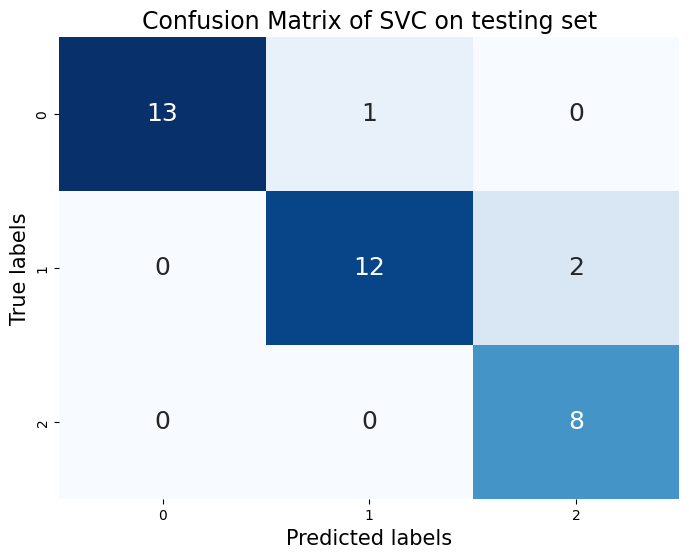 Confusion Matrix of SVC on testing set
0
13 1 0
1
0 12 2
2
0 0 8
0 1 2
True labels
Predicted labels